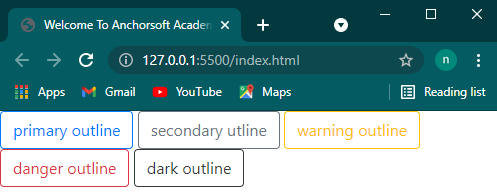 Welcome To Anchorsoft Acaden
127.0.0.1:5500/index.html
n
Apps Gmail YouTube Maps Reading list
primary outline secondary utline warning outline
danger outline dark outline